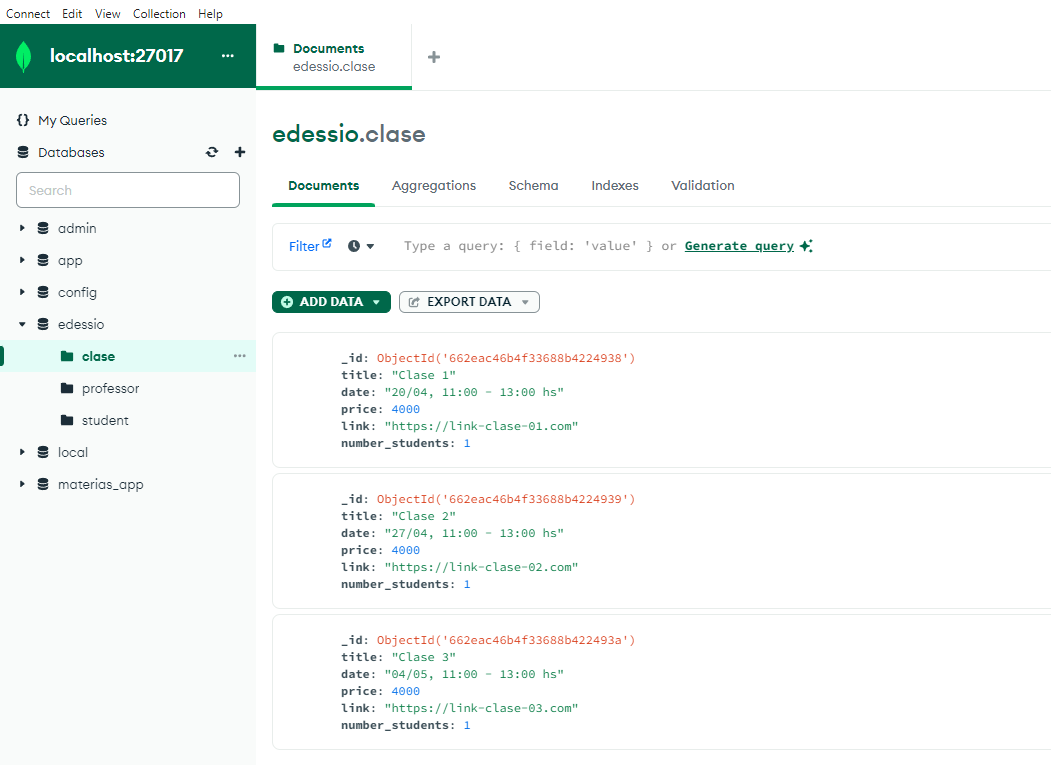 Connect Edit View Collection Help
localhost:27017 ...
Documents
edessio.clase
{} My Queries
Databases
Search
admin
app
config
edessio
clase ...
professor
student
local
materias_app
edessio.clase
Documents Aggregations Schema Indexes Validation
Filter Type a query: { field: 'value' } or Generate query
ADD DATA EXPORT DATA
_id: ObjectId('662eac46b4f33688b4224938')
title: "Clase 1"
date: "20/04, 11:00 - 13:00 hs"
price: 4000
link: "https://link-clase-01.com"
number_students: 1
_id: ObjectId('662eac46b4f33688b4224939')
title: "Clase 2"
date: "27/04, 11:00 - 13:00 hs"
price: 4000
link: "https://link-clase-02.com"
number_students: 1
_id: ObjectId('662eac46b4f33688b422493a')
title: "Clase 3"
date: "04/05, 11:00 - 13:00 hs"
price: 4000
link: "https://link-clase-03.com"
number_students: 1